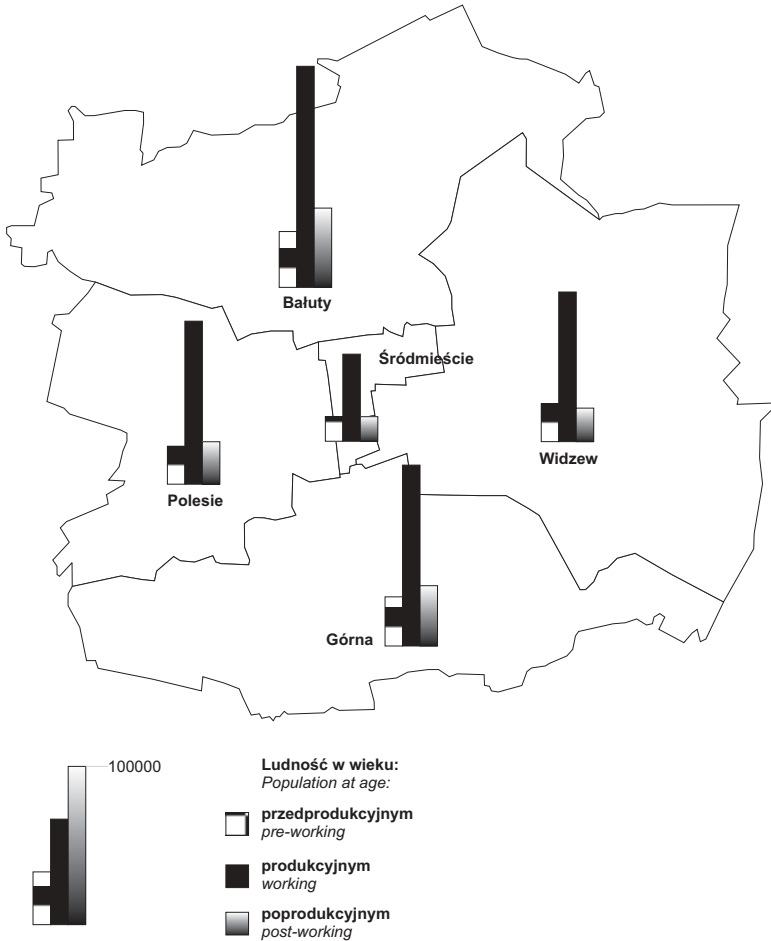 Bałuty
Śródmieście
Polesie
Widzew
Górna
100000
Ludność w wieku:
Population at age:
przedprodukcyjnym
pre-working
produkcyjnym
working
poprodukcyjnym
post-working